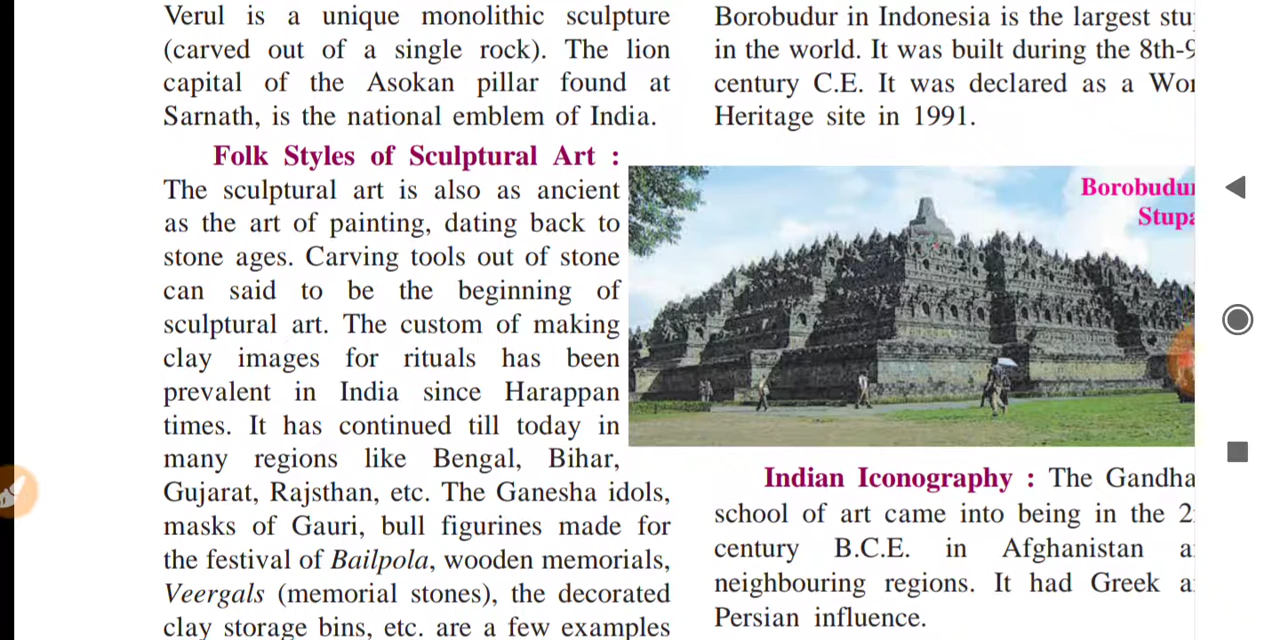 Verul is a unique monolithic sculpture
(carved out of a single rock). The lion
capital of the Asokan pillar found at
Sarnath, is the national emblem of India.
Folk Styles of Sculptural Art :
The sculptural art is also as ancient
as the art of painting, dating back to
stone ages. Carving tools out of stone
can said to be the beginning of
sculptural art. The custom of making
clay images for rituals has been
prevalent in India since Harappan
times. It has continued till today in
many regions like Bengal, Bihar,
Gujarat, Rajsthan, etc. The Ganesha idols,
masks of Gauri, bull figurines made for
the festival of Bailpola, wooden memorials,
Veergals (memorial stones), the decorated
clay storage bins, etc. are a few examples
Borobudur in Indonesia is the largest
in the world. It was built during the
century C.E. It was declared as a
Heritage site in 1991.
Borobudur
Stupa
Indian Iconography : The
school of art came into being in the
century B.C.E. in Afghanistan
neighbouring regions. It had Greek
Persian influence.